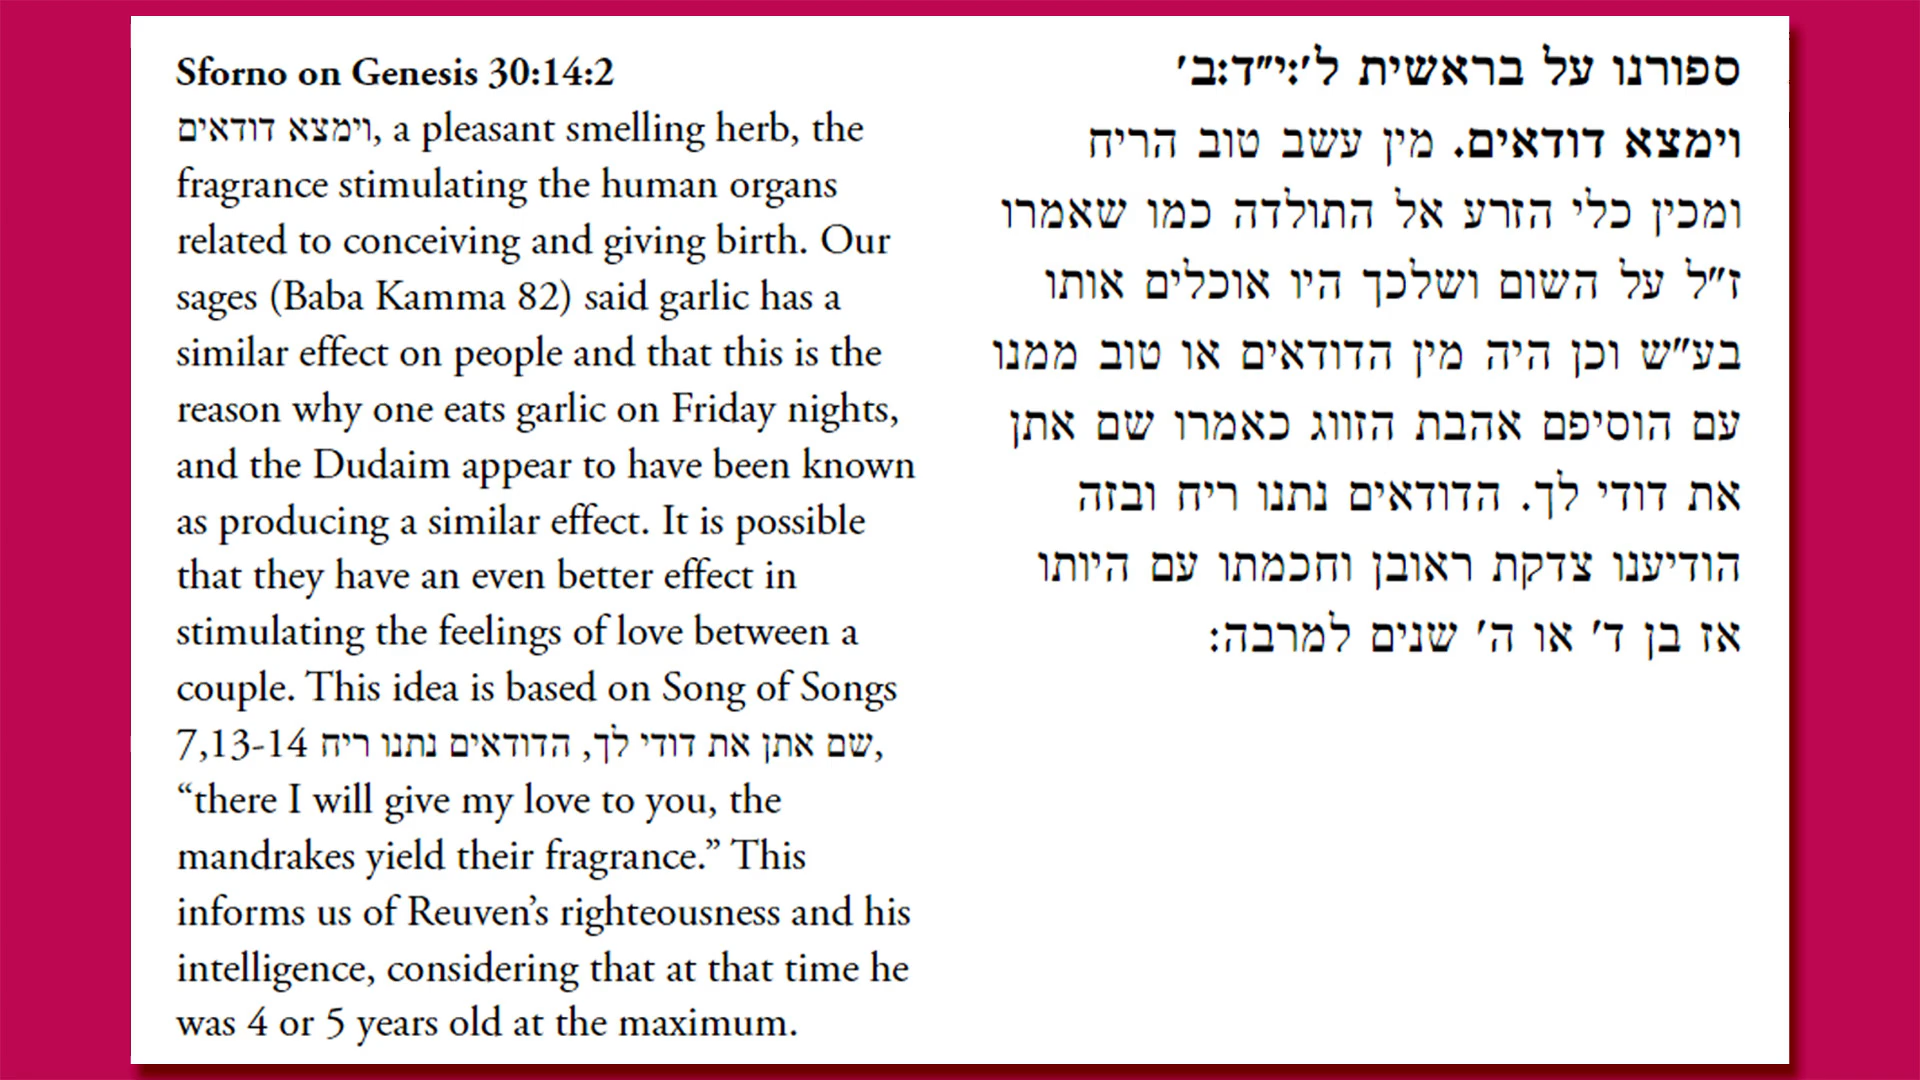 Sforno on Genesis 30:14:2
וימצא דודאים, a pleasant smelling herb, the
fragrance stimulating the human organs
related to conceiving and giving birth. Our
sages (Baba Kamma 82) said garlic has a
similar effect on people and that this is the
reason why one eats garlic on Friday nights,
and the Dudaim appear to have been known
as producing a similar effect. It is possible
that they have an even better effect in
stimulating the feelings of love between a
couple. This idea is based on Song of Songs
7,13-14 שם אתן את דודי לך, הדודאים נתנו ריח,
“there I will give my love to you, the
mandrakes yield their fragrance.” This
informs us of Reuven’s righteousness and his
intelligence, considering that at that time he
was 4 or 5 years old at the maximum.
ספורנו על בראשית ל׳:י״ד:ב׳
וימצא דודאים. מין עשב טוב הריח
ומכין כלי הזרע אל התולדה כמו שאמרו
ז״ל על השום ושלכך היו אוכלים אותו
בע״ש וכן היה מין הדודאים או טוב ממנו
עם הוסיפם אהבת הזווג כאמרו שם אתן
את דודי לך. הדודאים נתנו ריח ובזה
הודיענו צדקת ראובן וחכמתו עם היותו
אז בן ד׳ או ה׳ שנים למרבה: